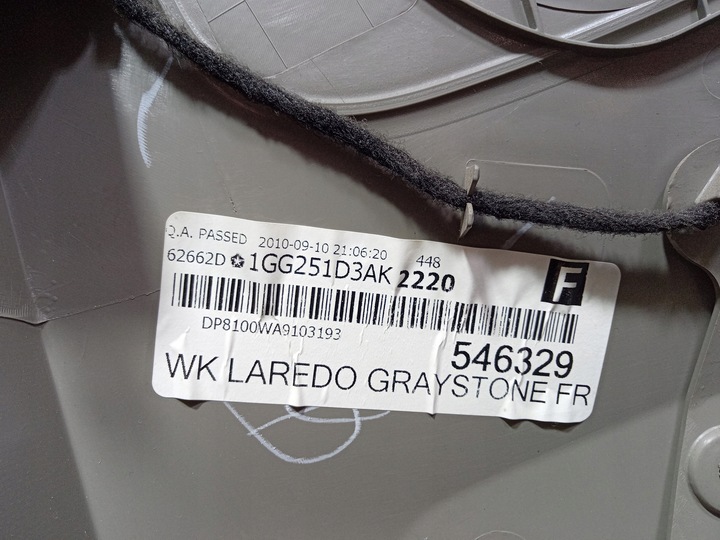 Q.A. PASSED 2010-09-10 21:06:20 448
62662D 1GG251D3AK 2220 F
DP8100WA9103193
546329
WK LAREDO GRAYSTONE FR